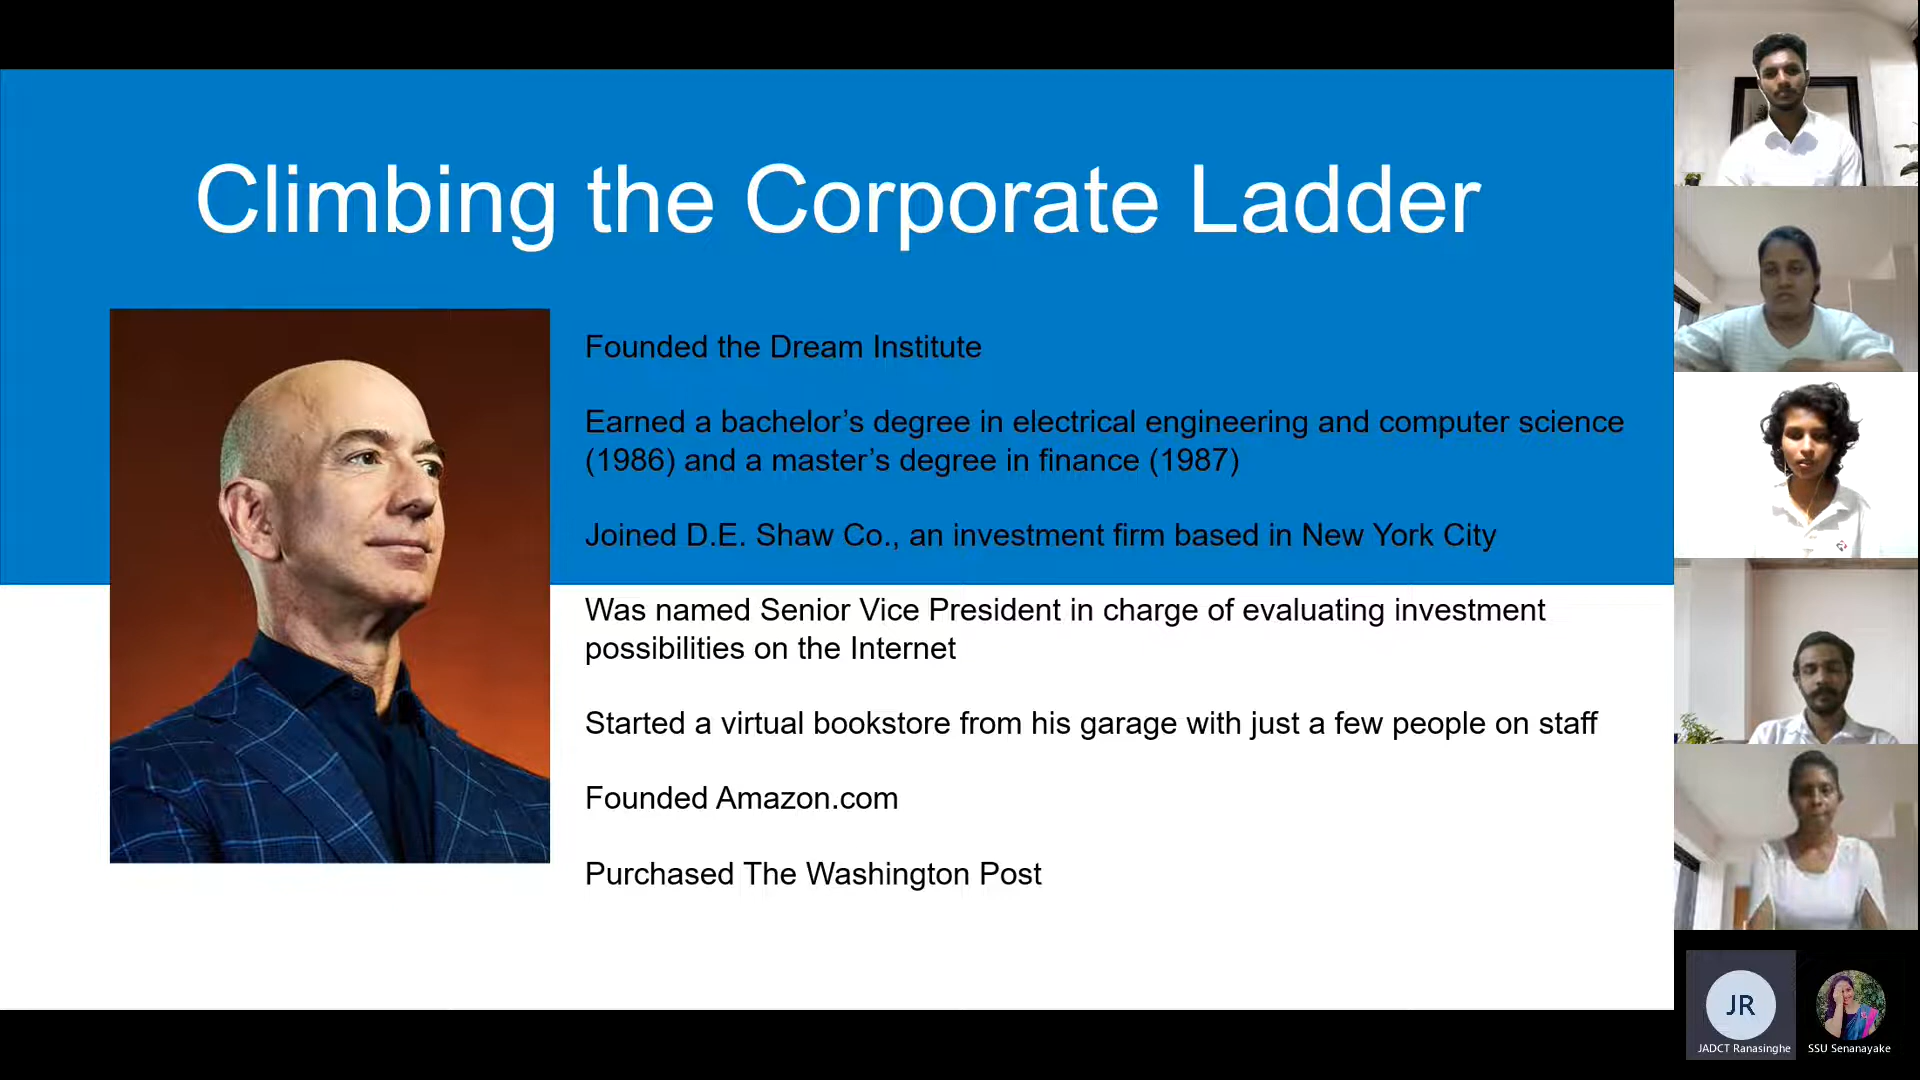 Climbing the Corporate Ladder
Founded the Dream Institute
Earned a bachelor’s degree in electrical engineering and computer science
(1986) and a master’s degree in finance (1987)
Joined D.E. Shaw Co., an investment firm based in New York City
Was named Senior Vice President in charge of evaluating investment
possibilities on the Internet
Started a virtual bookstore from his garage with just a few people on staff
Founded Amazon.com
Purchased The Washington Post
JR
JADCT Ranasinghe
SSU Senanayake